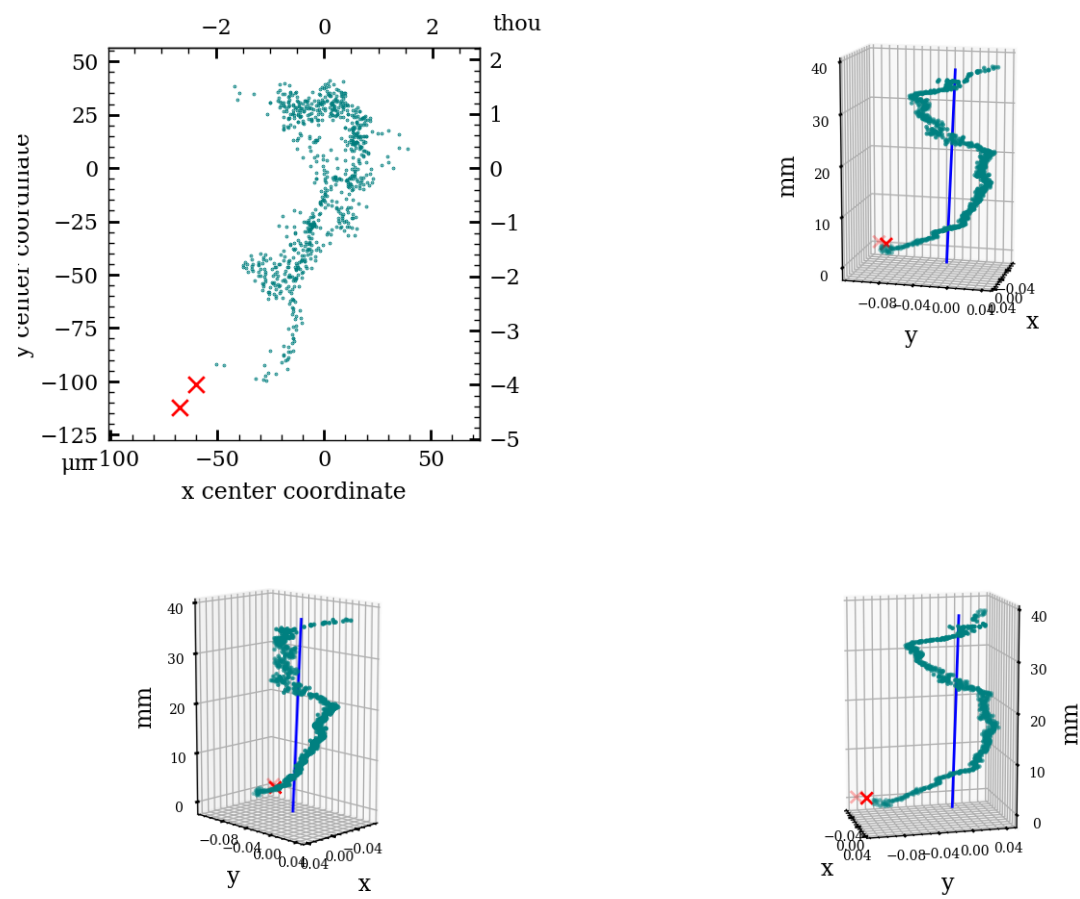 −2 0 2 thou
50 25 0 −25 −50 −75 −100 −125
2 1 0 −1 −2 −3 −4 −5
y center coordinate
μm
−100 −50 0 50
x center coordinate
40 30 20 10 0
mm
−0.08 −0.04 0.00 0.04
y
0.04 0.00 −0.04
x
40 30 20 10 0
mm
−0.08 −0.04 0.00 0.04
y
0.04 0.00 −0.04
x
40 30 20 10 0
mm
−0.04 0.00 0.04
x
−0.08 −0.04 0.00 0.04
y